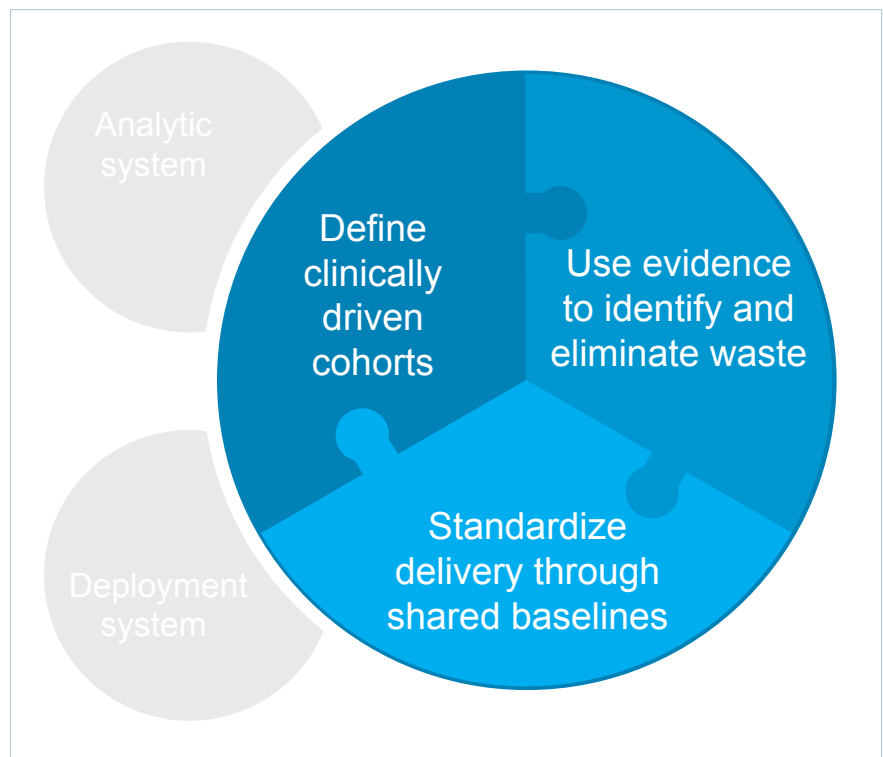 Analytic
system
Define
clinically
driven
cohorts
Use evidence
to identify and
eliminate waste
Standardize
delivery through
shared baselines
Deployment
system